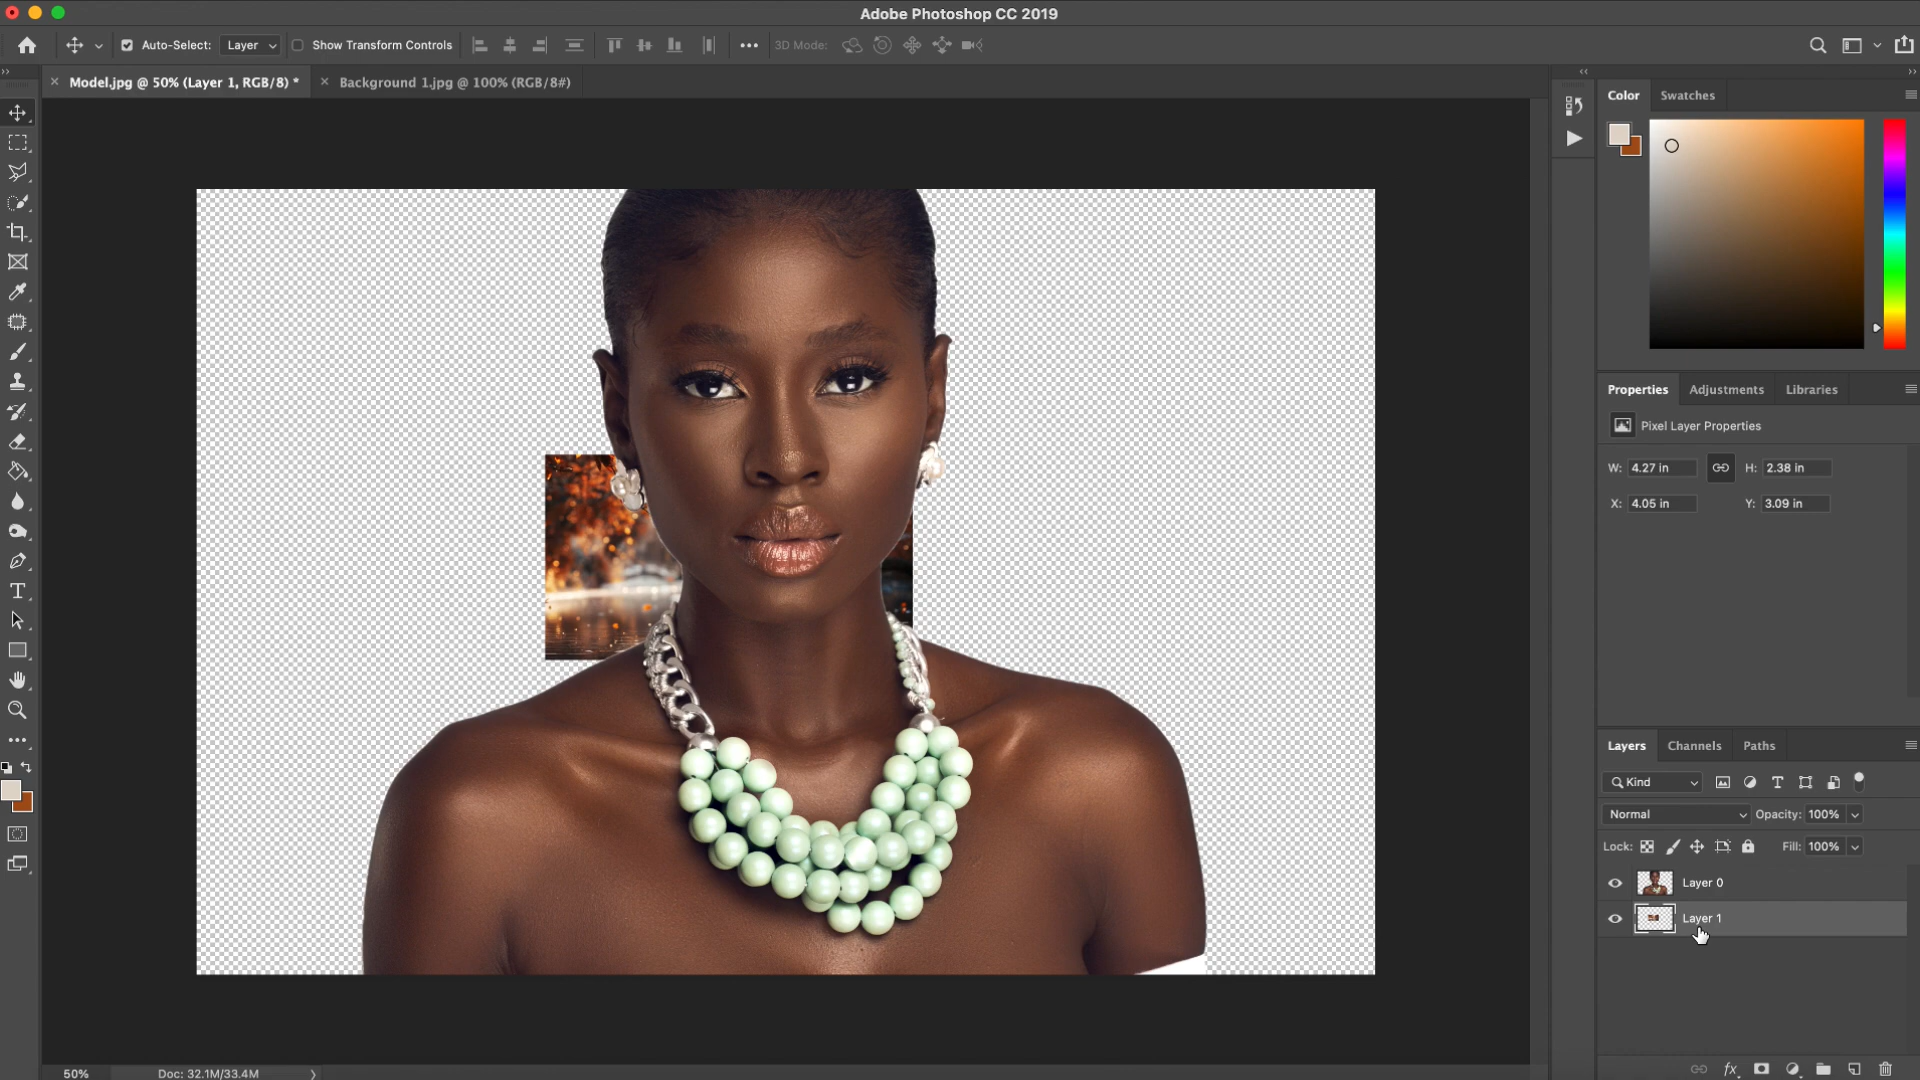 Adobe Photoshop CC 2019
Auto-Select: Layer Show Transform Controls 3D Mode:
Model.jpg @ 50% (Layer 1, RGB/8) * Background 1.jpg @ 100% (RGB/8#)
Color Swatches
Properties Adjustments Libraries
Pixel Layer Properties
W: 4.27 in H: 2.38 in
X: 4.05 in Y: 3.09 in
Layers Channels Paths
Kind
Normal Opacity: 100%
Lock: Fill: 100%
Layer 0
Layer 1
50% Doc: 32.1M/33.4M